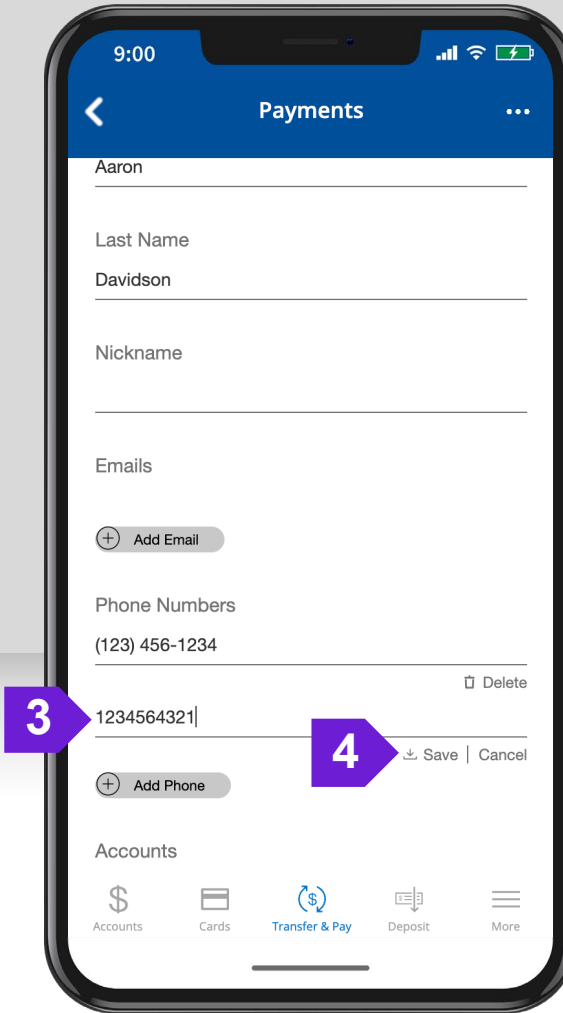 9:00
Payments
Aaron
Last Name
Davidson
Nickname
Emails
Add Email
Phone Numbers
(123) 456-1234
Delete
3
1234564321
4
Save | Cancel
Add Phone
Accounts
Accounts Cards Transfer & Pay Deposit More